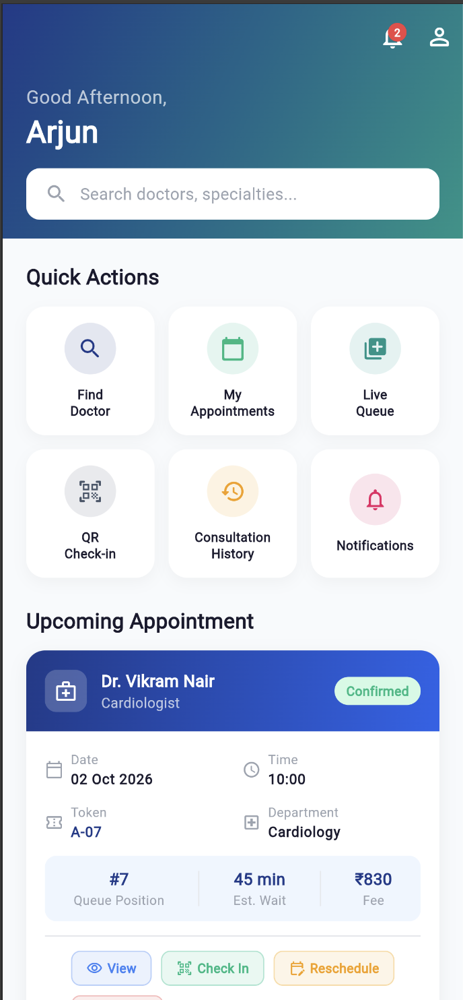 2
Good Afternoon,
Arjun
Search doctors, specialties...
Quick Actions
Find
Doctor
My
Appointments
Live
Queue
QR
Check-in
Consultation
History
Notifications
Upcoming Appointment
Dr. Vikram Nair
Cardiologist
Confirmed
Date
02 Oct 2026
Time
10:00
Token
A-07
Department
Cardiology
#7
Queue Position
45 min
Est. Wait
₹830
Fee
View
Check In
Reschedule